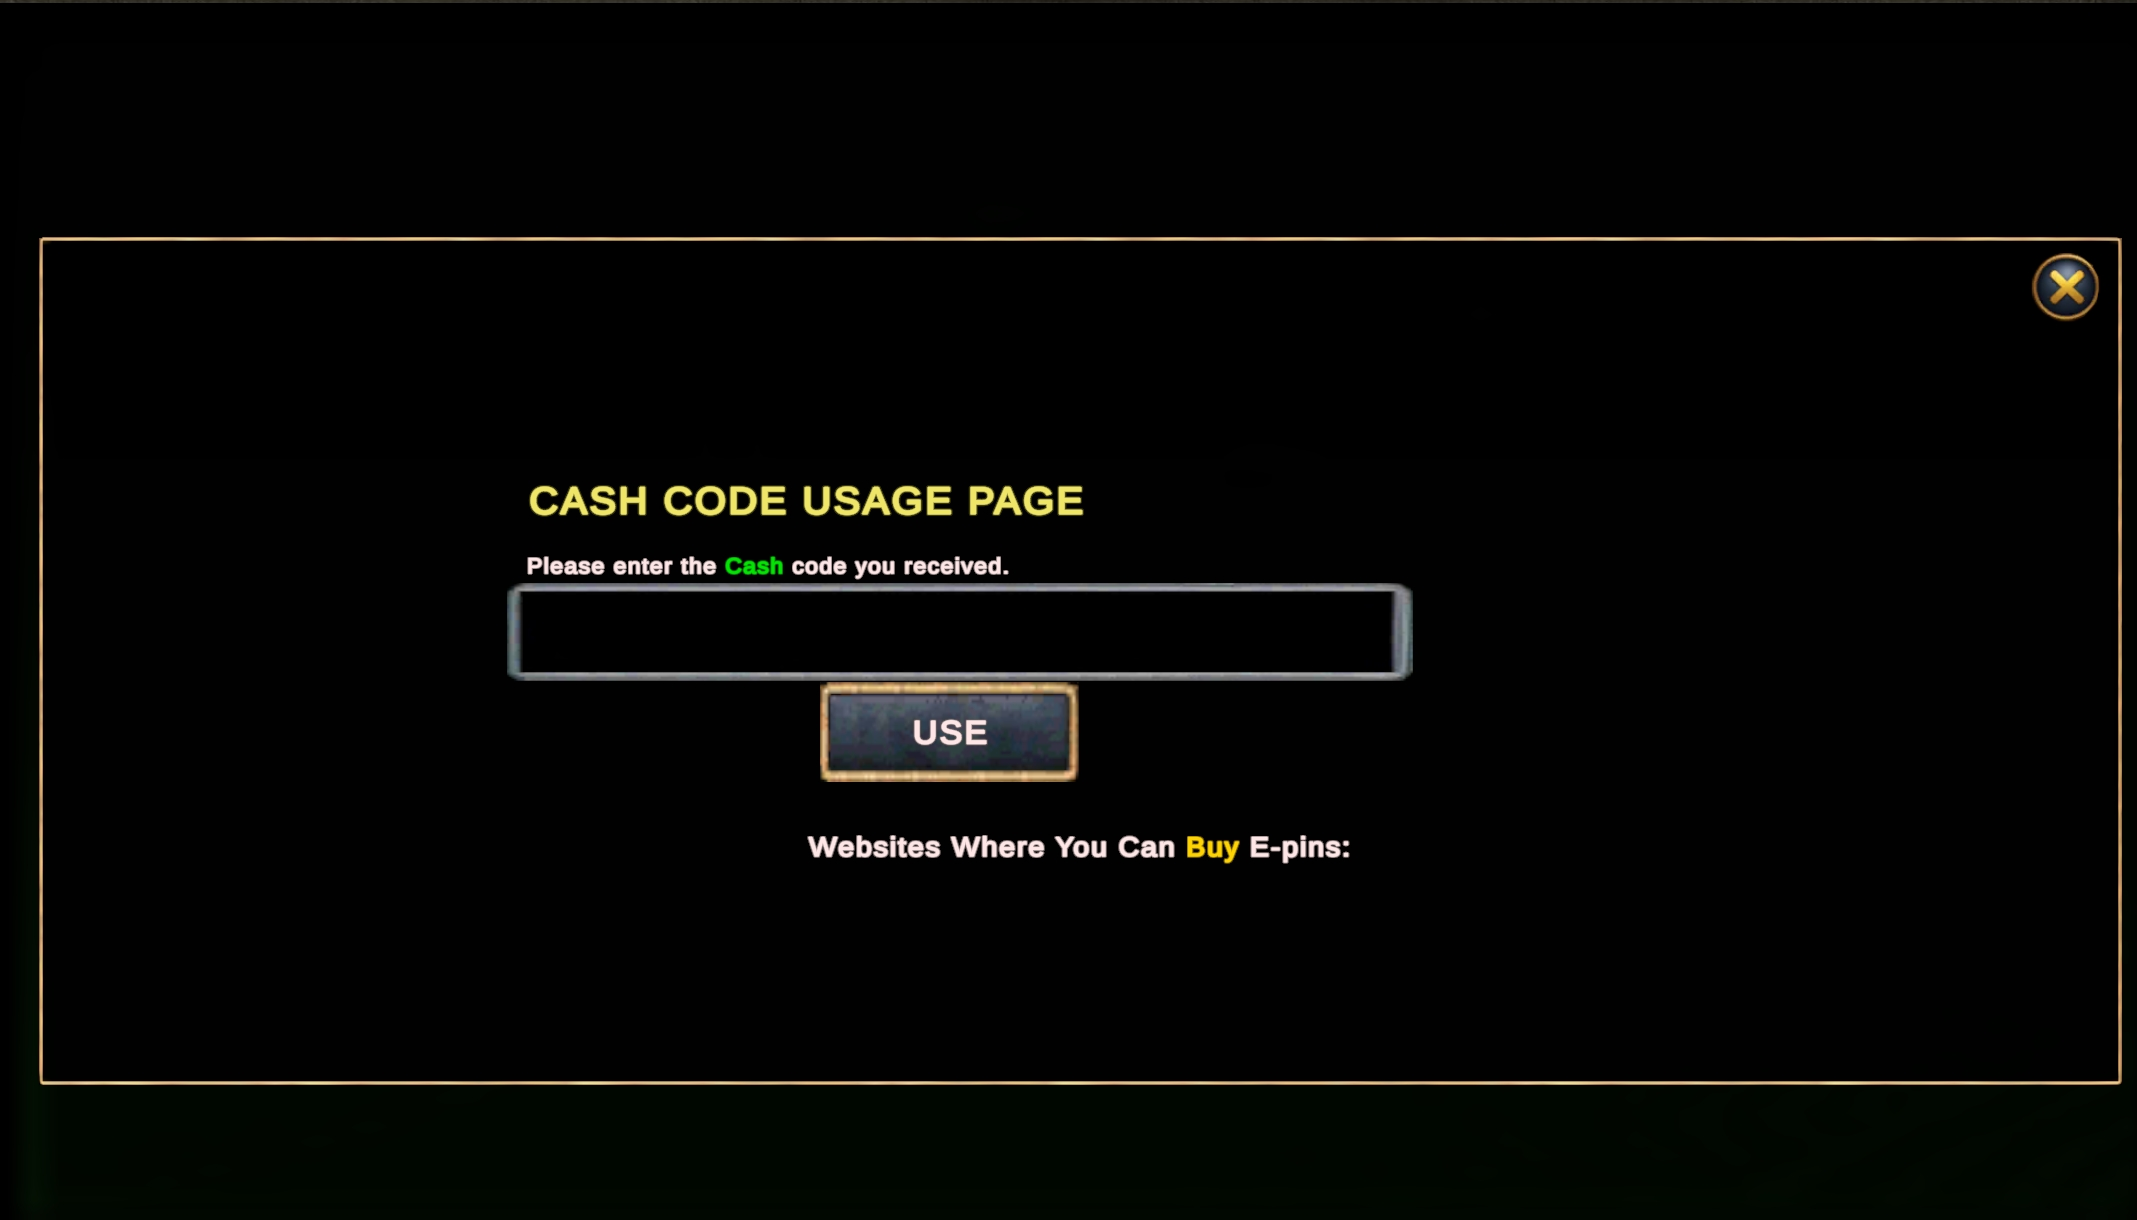 CASH CODE USAGE PAGE
Please enter the Cash code you received.
USE
Websites Where You Can Buy E-pins: